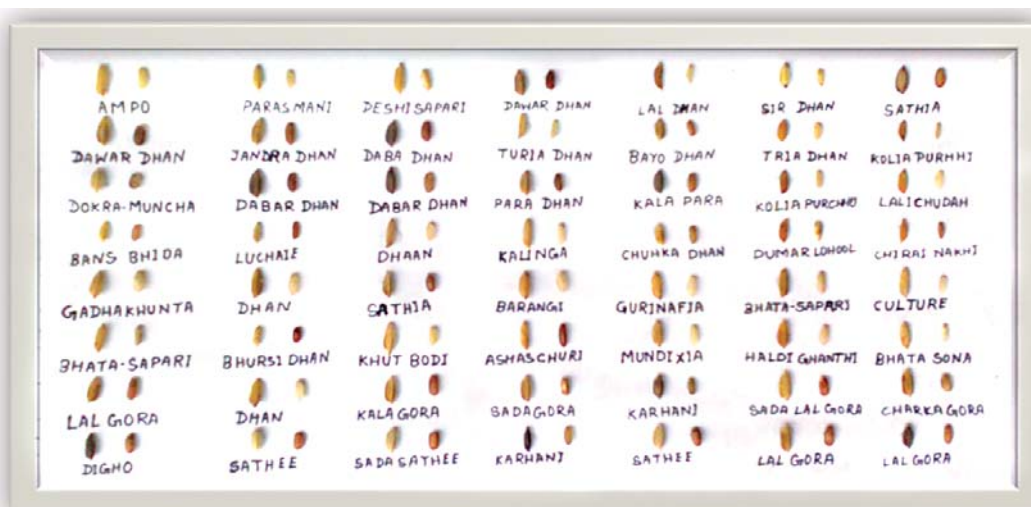 AMPO PARASMANI DESHI SAPARI DAWAR DHAN LAL DHAN SIR DHAN SATHIA
DAWAR DHAN JANDRA DHAN DABA DHAN TURIA DHAN BAYO DHAN TRIA DHAN KOLIA PURHHI
DOKRA-MUNCHA DABAR DHAN DABAR DHAN PARA DHAN KALA PARA KOLIA PURCHHO LALICHUDAH
BANS BHIDA LUCHAIE DHAAN KALINGA CHUHKA DHAN DUMAR CHIRAI NAKHI
GADHAKHUNTA DHAN SATHIA BARANGI GURINAFIA BHATA-SAPARI CULTURE
BHATA-SAPARI BHURSI DHAN KHUT BODI ASHASCHURI MUNDIXIA HALDI GHANTHI BHATA SONA
LAL GORA DHAN KALA GORA SADA GORA KARHANI SADA LAL GORA CHARKA GORA
DIGHO SATHEE SADA SATHEE KARHANI SATHEE LAL GORA LAL GORA